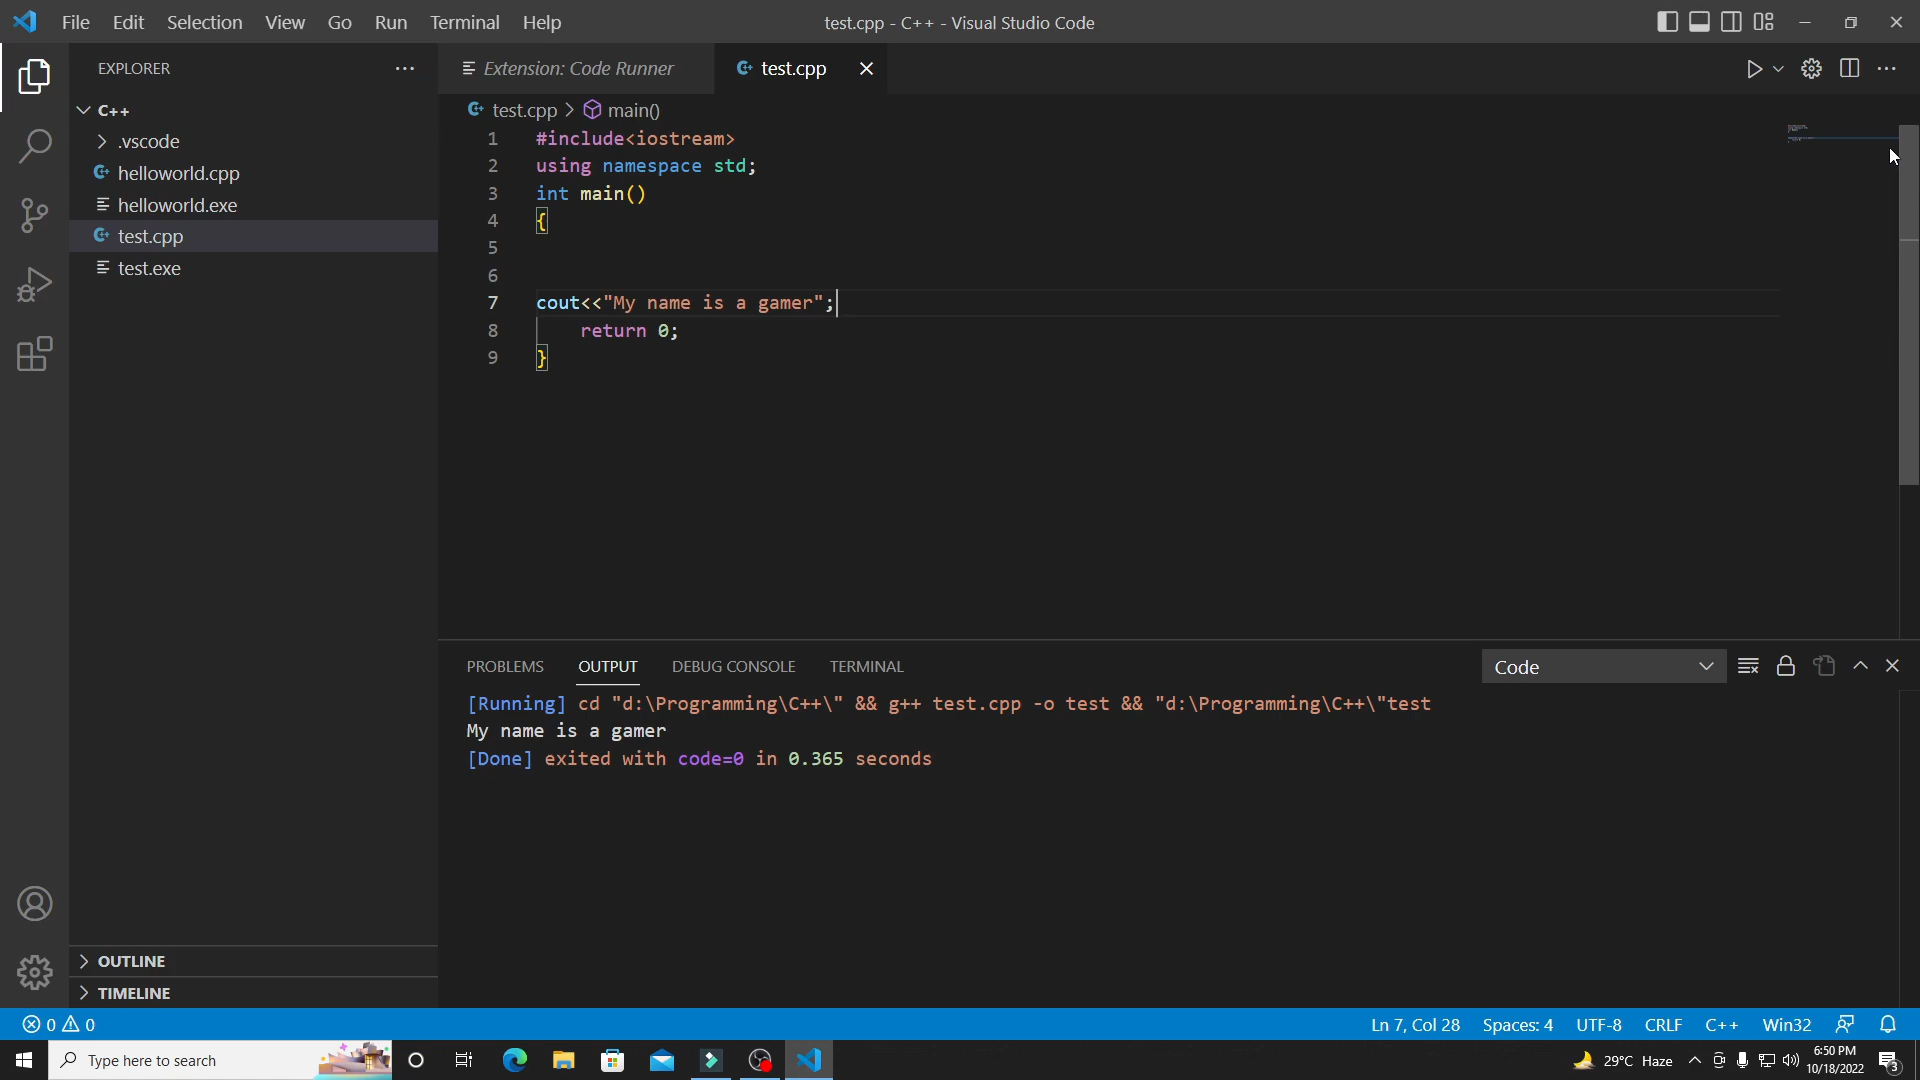 File Edit Selection View Go Run Terminal Help
test.cpp - C++ - Visual Studio Code
EXPLORER
C++
.vscode
helloworld.cpp
helloworld.exe
test.cpp
test.exe
OUTLINE
TIMELINE
Extension: Code Runner
test.cpp
test.cpp > main()
1 #include<iostream>
2 using namespace std;
3 int main()
4 {
5
6
7 cout<<"My name is a gamer";
8 return 0;
9 }
PROBLEMS OUTPUT DEBUG CONSOLE TERMINAL
Code
[Running] cd "d:\Programming\C++\" && g++ test.cpp -o test && "d:\Programming\C++\"test
My name is a gamer
[Done] exited with code=0 in 0.365 seconds
0 0
Ln 7, Col 28 Spaces: 4 UTF-8 CRLF C++ Win32
Type here to search
29°C Haze
6:50 PM
10/18/2022
3